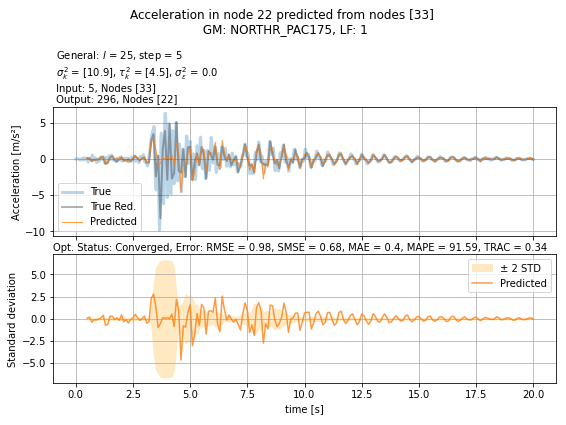 Acceleration in node 22 predicted from nodes [33]
GM: NORTHR_PAC175, LF: 1
General: l = 25, step = 5
σ²ₖ = [10.9], τ²ₖ = [4.5], σ²ε = 0.0
Input: 5, Nodes [33]
Output: 296, Nodes [22]
Acceleration [m/s²]
5
0
−5
−10
True
True Red.
Predicted
Opt. Status: Converged, Error: RMSE = 0.98, SMSE = 0.68, MAE = 0.4, MAPE = 91.59, TRAC = 0.34
Standard deviation
5.0
2.5
0.0
−2.5
−5.0
± 2 STD
Predicted
0.0 2.5 5.0 7.5 10.0 12.5 15.0 17.5 20.0
time [s]